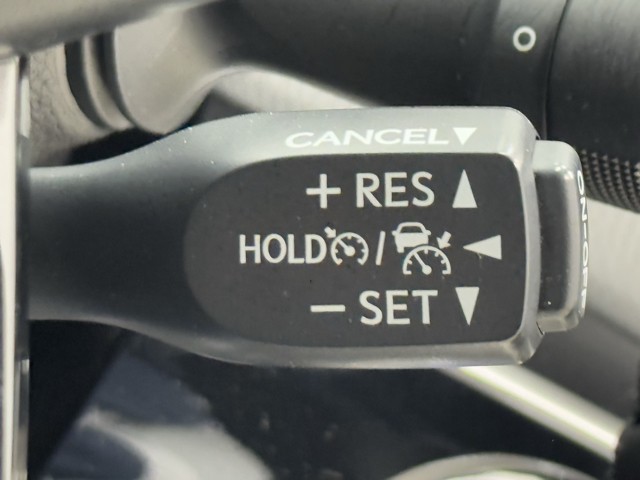 CANCEL▼
+ RES ▲
HOLD / ◄
− SET ▼
ON-OFF